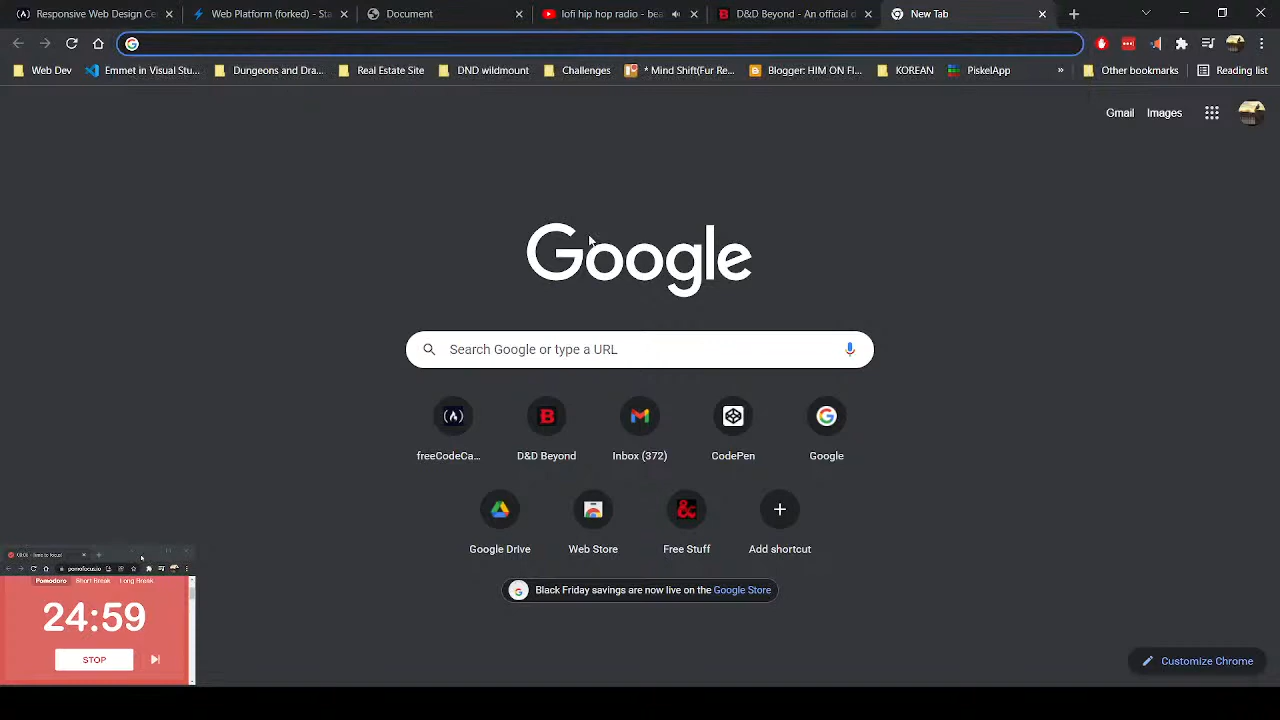 Responsive Web Design Ce
Web Platform (forked) - Sta
Document
lofi hip hop radio - bea
D&D Beyond - An official d
New Tab
Web Dev
Emmet in Visual Stu...
Dungeons and Dra...
Real Estate Site
DND wildmount
Challenges
* Mind Shift(Fur Re...
Blogger: HIM ON FI...
KOREAN
PiskelApp
»
Other bookmarks
Reading list
Gmail
Images
Google
Search Google or type a URL
freeCodeCa...
D&D Beyond
Inbox (372)
CodePen
Google
Google Drive
Web Store
Free Stuff
Add shortcut
Black Friday savings are now live on the Google Store
Customize Chrome
pomofocus.io
Pomodoro
Short Break
Long Break
24:59
STOP